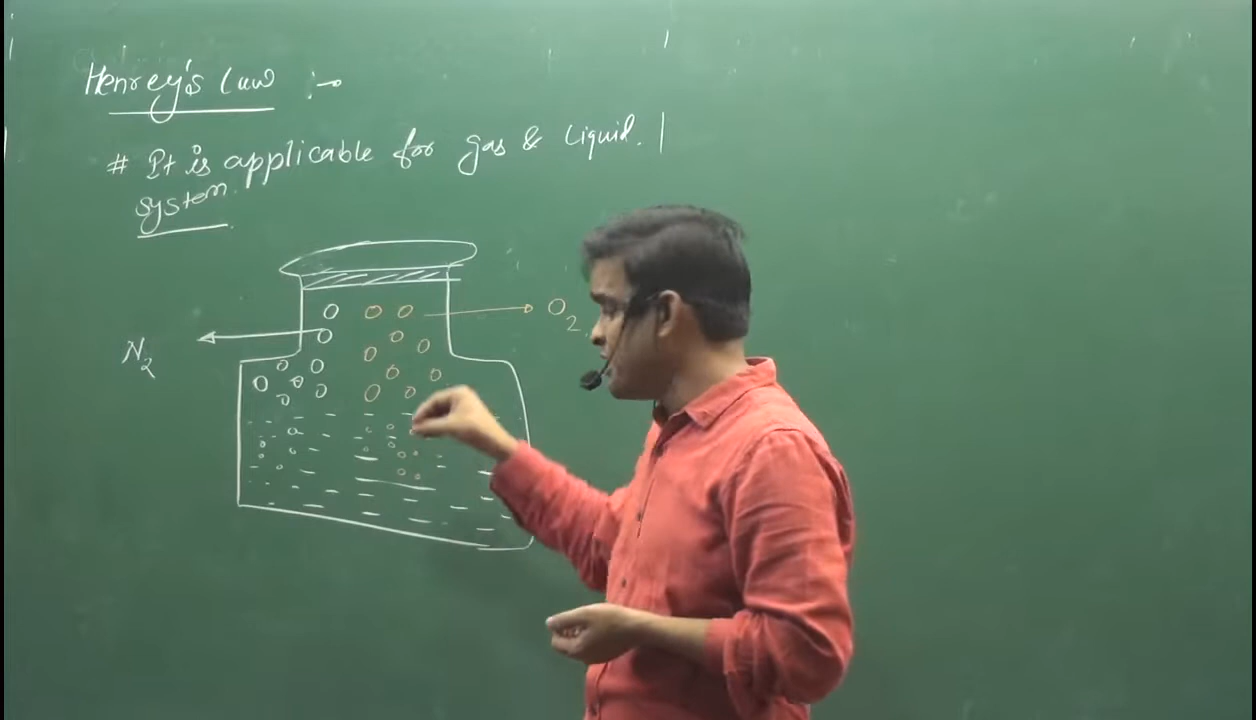 Henrey's Law :-
# It is applicable for gas & Liquid.
system.
N2
O2